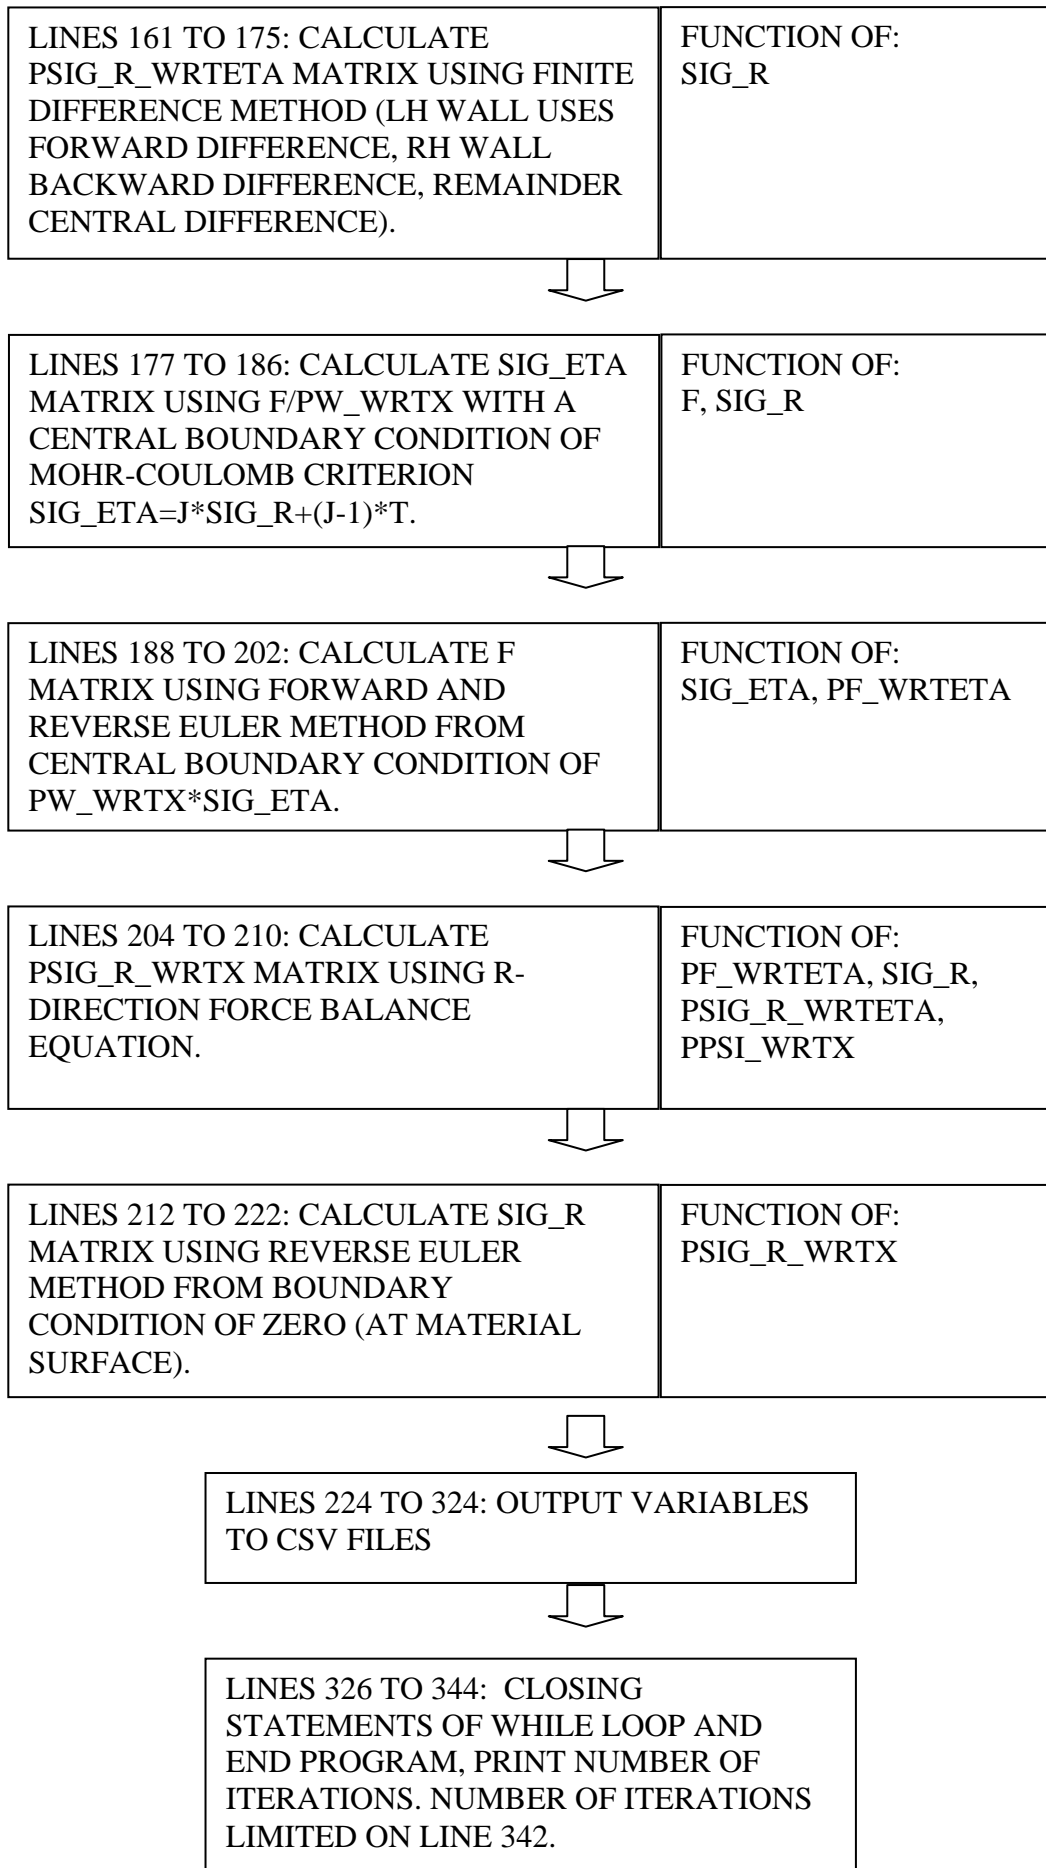 LINES 161 TO 175: CALCULATE
PSIG_R_WRTETA MATRIX USING FINITE
DIFFERENCE METHOD (LH WALL USES
FORWARD DIFFERENCE, RH WALL
BACKWARD DIFFERENCE, REMAINDER
CENTRAL DIFFERENCE).
FUNCTION OF:
SIG_R
LINES 177 TO 186: CALCULATE SIG_ETA
MATRIX USING F/PW_WRTX WITH A
CENTRAL BOUNDARY CONDITION OF
MOHR-COULOMB CRITERION
SIG_ETA=J*SIG_R+(J-1)*T.
FUNCTION OF:
F, SIG_R
LINES 188 TO 202: CALCULATE F
MATRIX USING FORWARD AND
REVERSE EULER METHOD FROM
CENTRAL BOUNDARY CONDITION OF
PW_WRTX*SIG_ETA.
FUNCTION OF:
SIG_ETA, PF_WRTETA
LINES 204 TO 210: CALCULATE
PSIG_R_WRTX MATRIX USING R-
DIRECTION FORCE BALANCE
EQUATION.
FUNCTION OF:
PF_WRTETA, SIG_R,
PSIG_R_WRTETA,
PPSI_WRTX
LINES 212 TO 222: CALCULATE SIG_R
MATRIX USING REVERSE EULER
METHOD FROM BOUNDARY
CONDITION OF ZERO (AT MATERIAL
SURFACE).
FUNCTION OF:
PSIG_R_WRTX
LINES 224 TO 324: OUTPUT VARIABLES
TO CSV FILES
LINES 326 TO 344:  CLOSING
STATEMENTS OF WHILE LOOP AND
END PROGRAM, PRINT NUMBER OF
ITERATIONS. NUMBER OF ITERATIONS
LIMITED ON LINE 342.